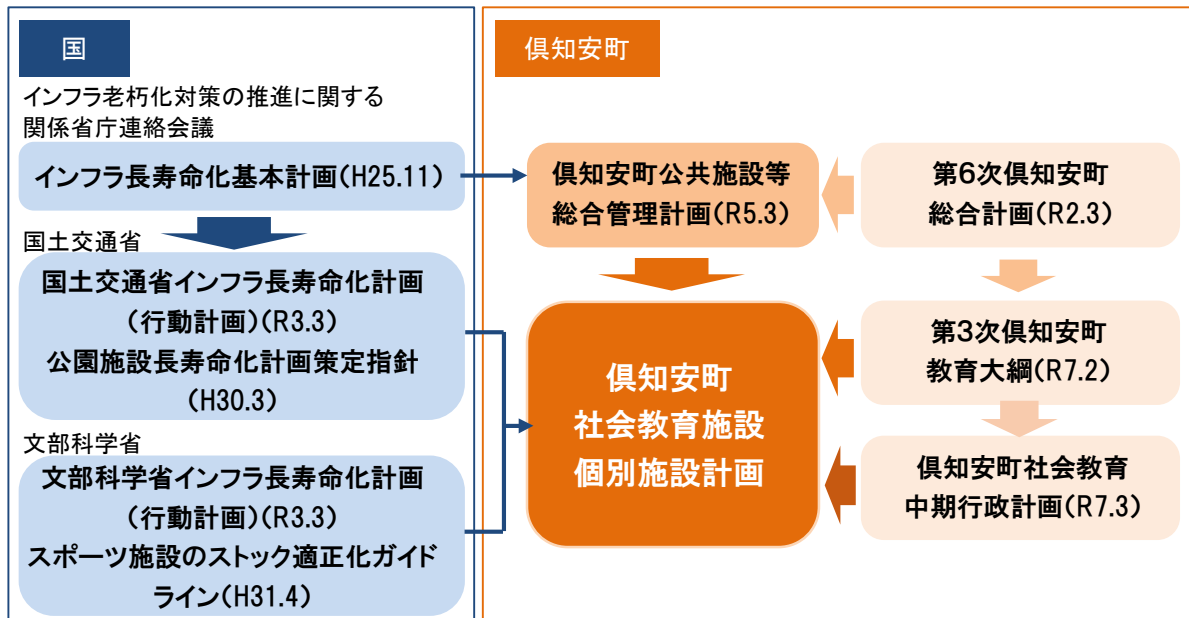 国
インフラ老朽化対策の推進に関する
関係省庁連絡会議
インフラ長寿命化基本計画(H25.11)
国土交通省
国土交通省インフラ長寿命化計画
(行動計画)(R3.3)
公園施設長寿命化計画策定指針
(H30.3)
文部科学省
文部科学省インフラ長寿命化計画
(行動計画)(R3.3)
スポーツ施設のストック適正化ガイド
ライン(H31.4)
倶知安町
倶知安町公共施設等
総合管理計画(R5.3)
第6次倶知安町
総合計画(R2.3)
倶知安町
社会教育施設
個別施設計画
第3次倶知安町
教育大綱(R7.2)
倶知安町社会教育
中期行政計画(R7.3)